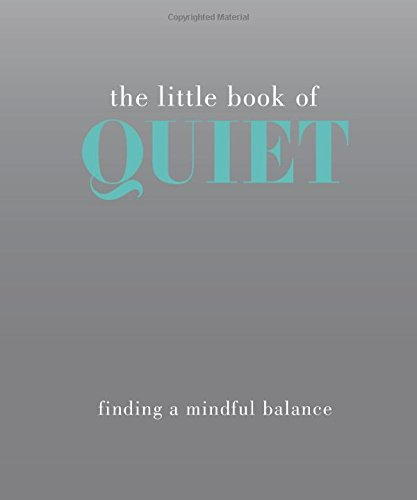 Copyrighted Material
the little book of
QUIET
finding a mindful balance